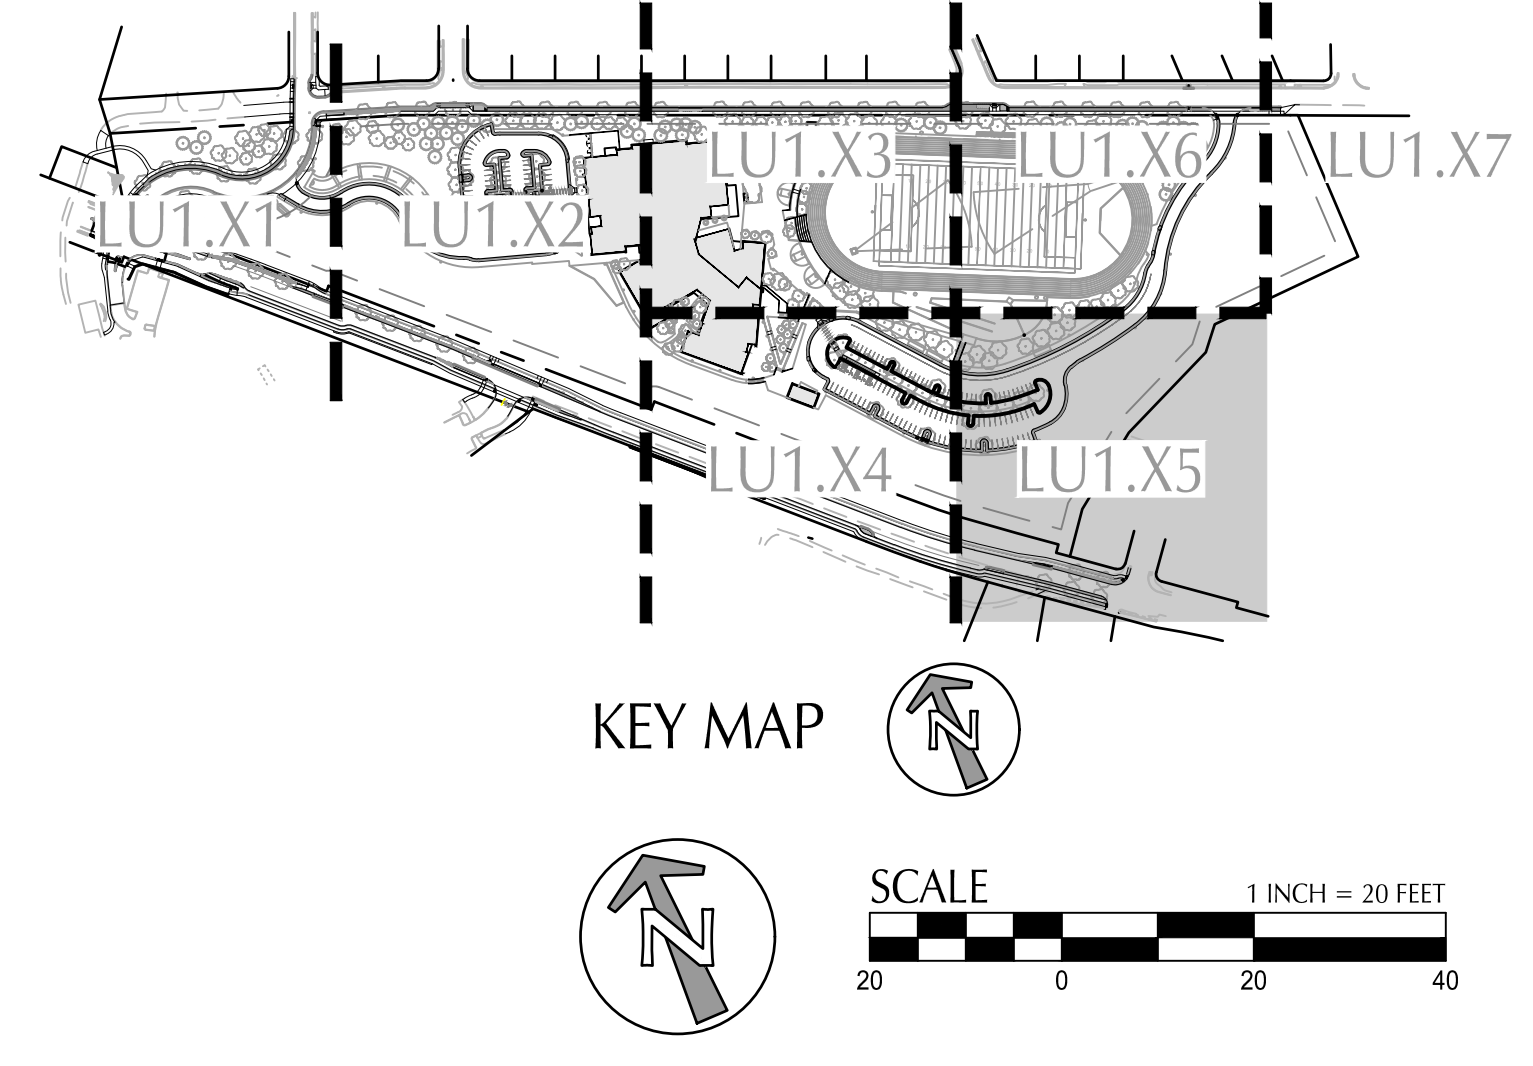 LU1.X3
LU1.X6
LU1.X7
LU1.X1
LU1.X2
LU1.X4
LU1.X5
KEY MAP
N
N
SCALE
1 INCH = 20 FEET
20 0 20 40